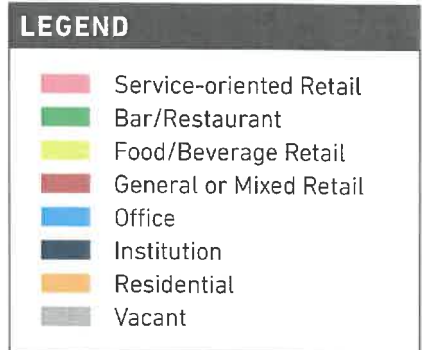 LEGEND
Service-oriented Retail
Bar/Restaurant
Food/Beverage Retail
General or Mixed Retail
Office
Institution
Residential
Vacant